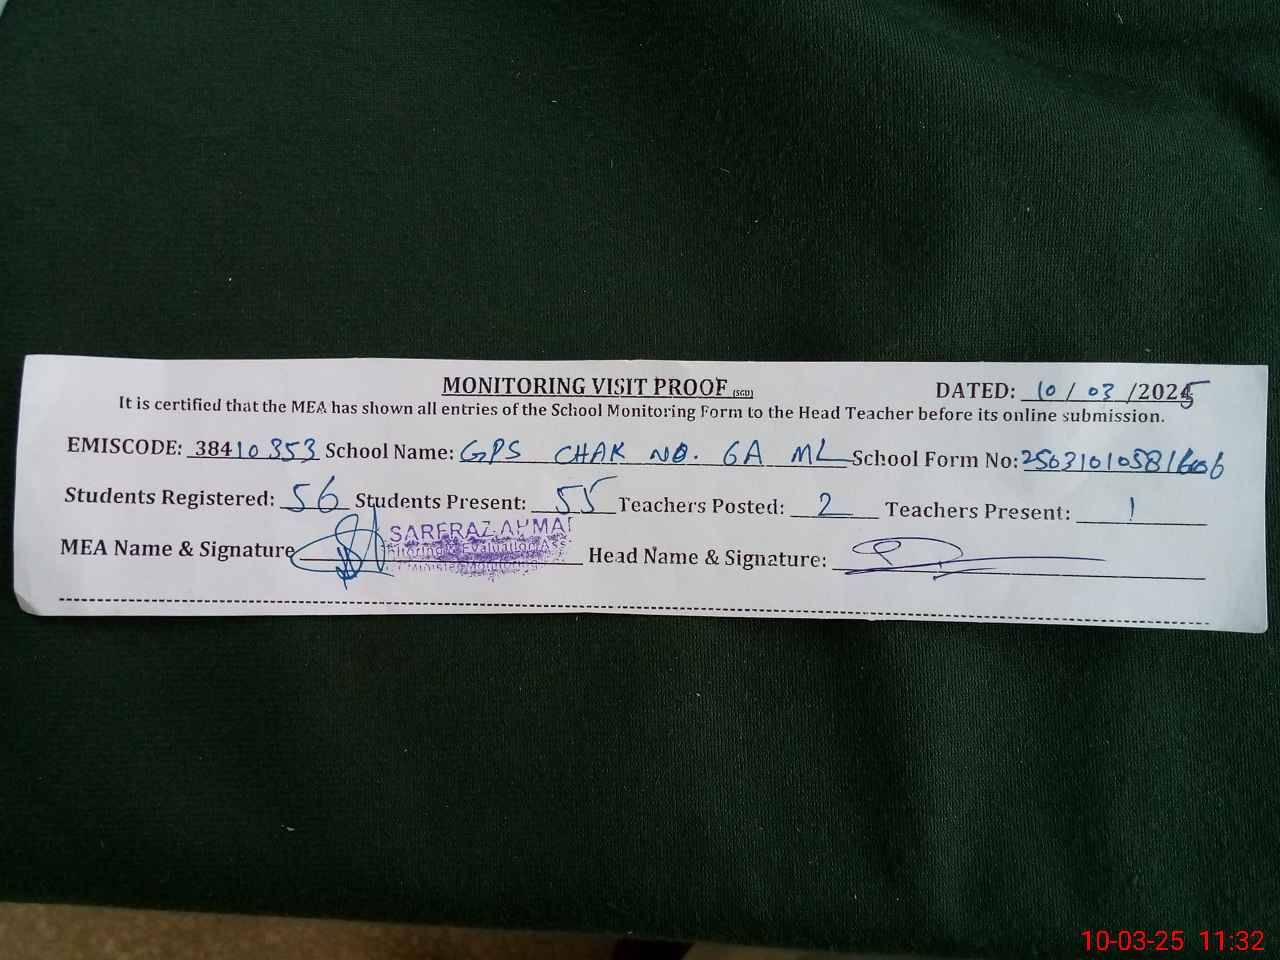 MONITORING VISIT PROOF (SGD) DATED: 10 / 03 /2025
It is certified that the MEA has shown all entries of the School Monitoring Form to the Head Teacher before its online submission.
EMISCODE: 38410353 School Name: GPS CHAK NO. 6A ML School Form No:
Students Registered: 56 Students Present: 55 Teachers Posted: 2 Teachers Present: 1
MEA Name & Signature SARFRAZ AHMA Head Name & Signature:
Evaluation
10-03-25 11:32